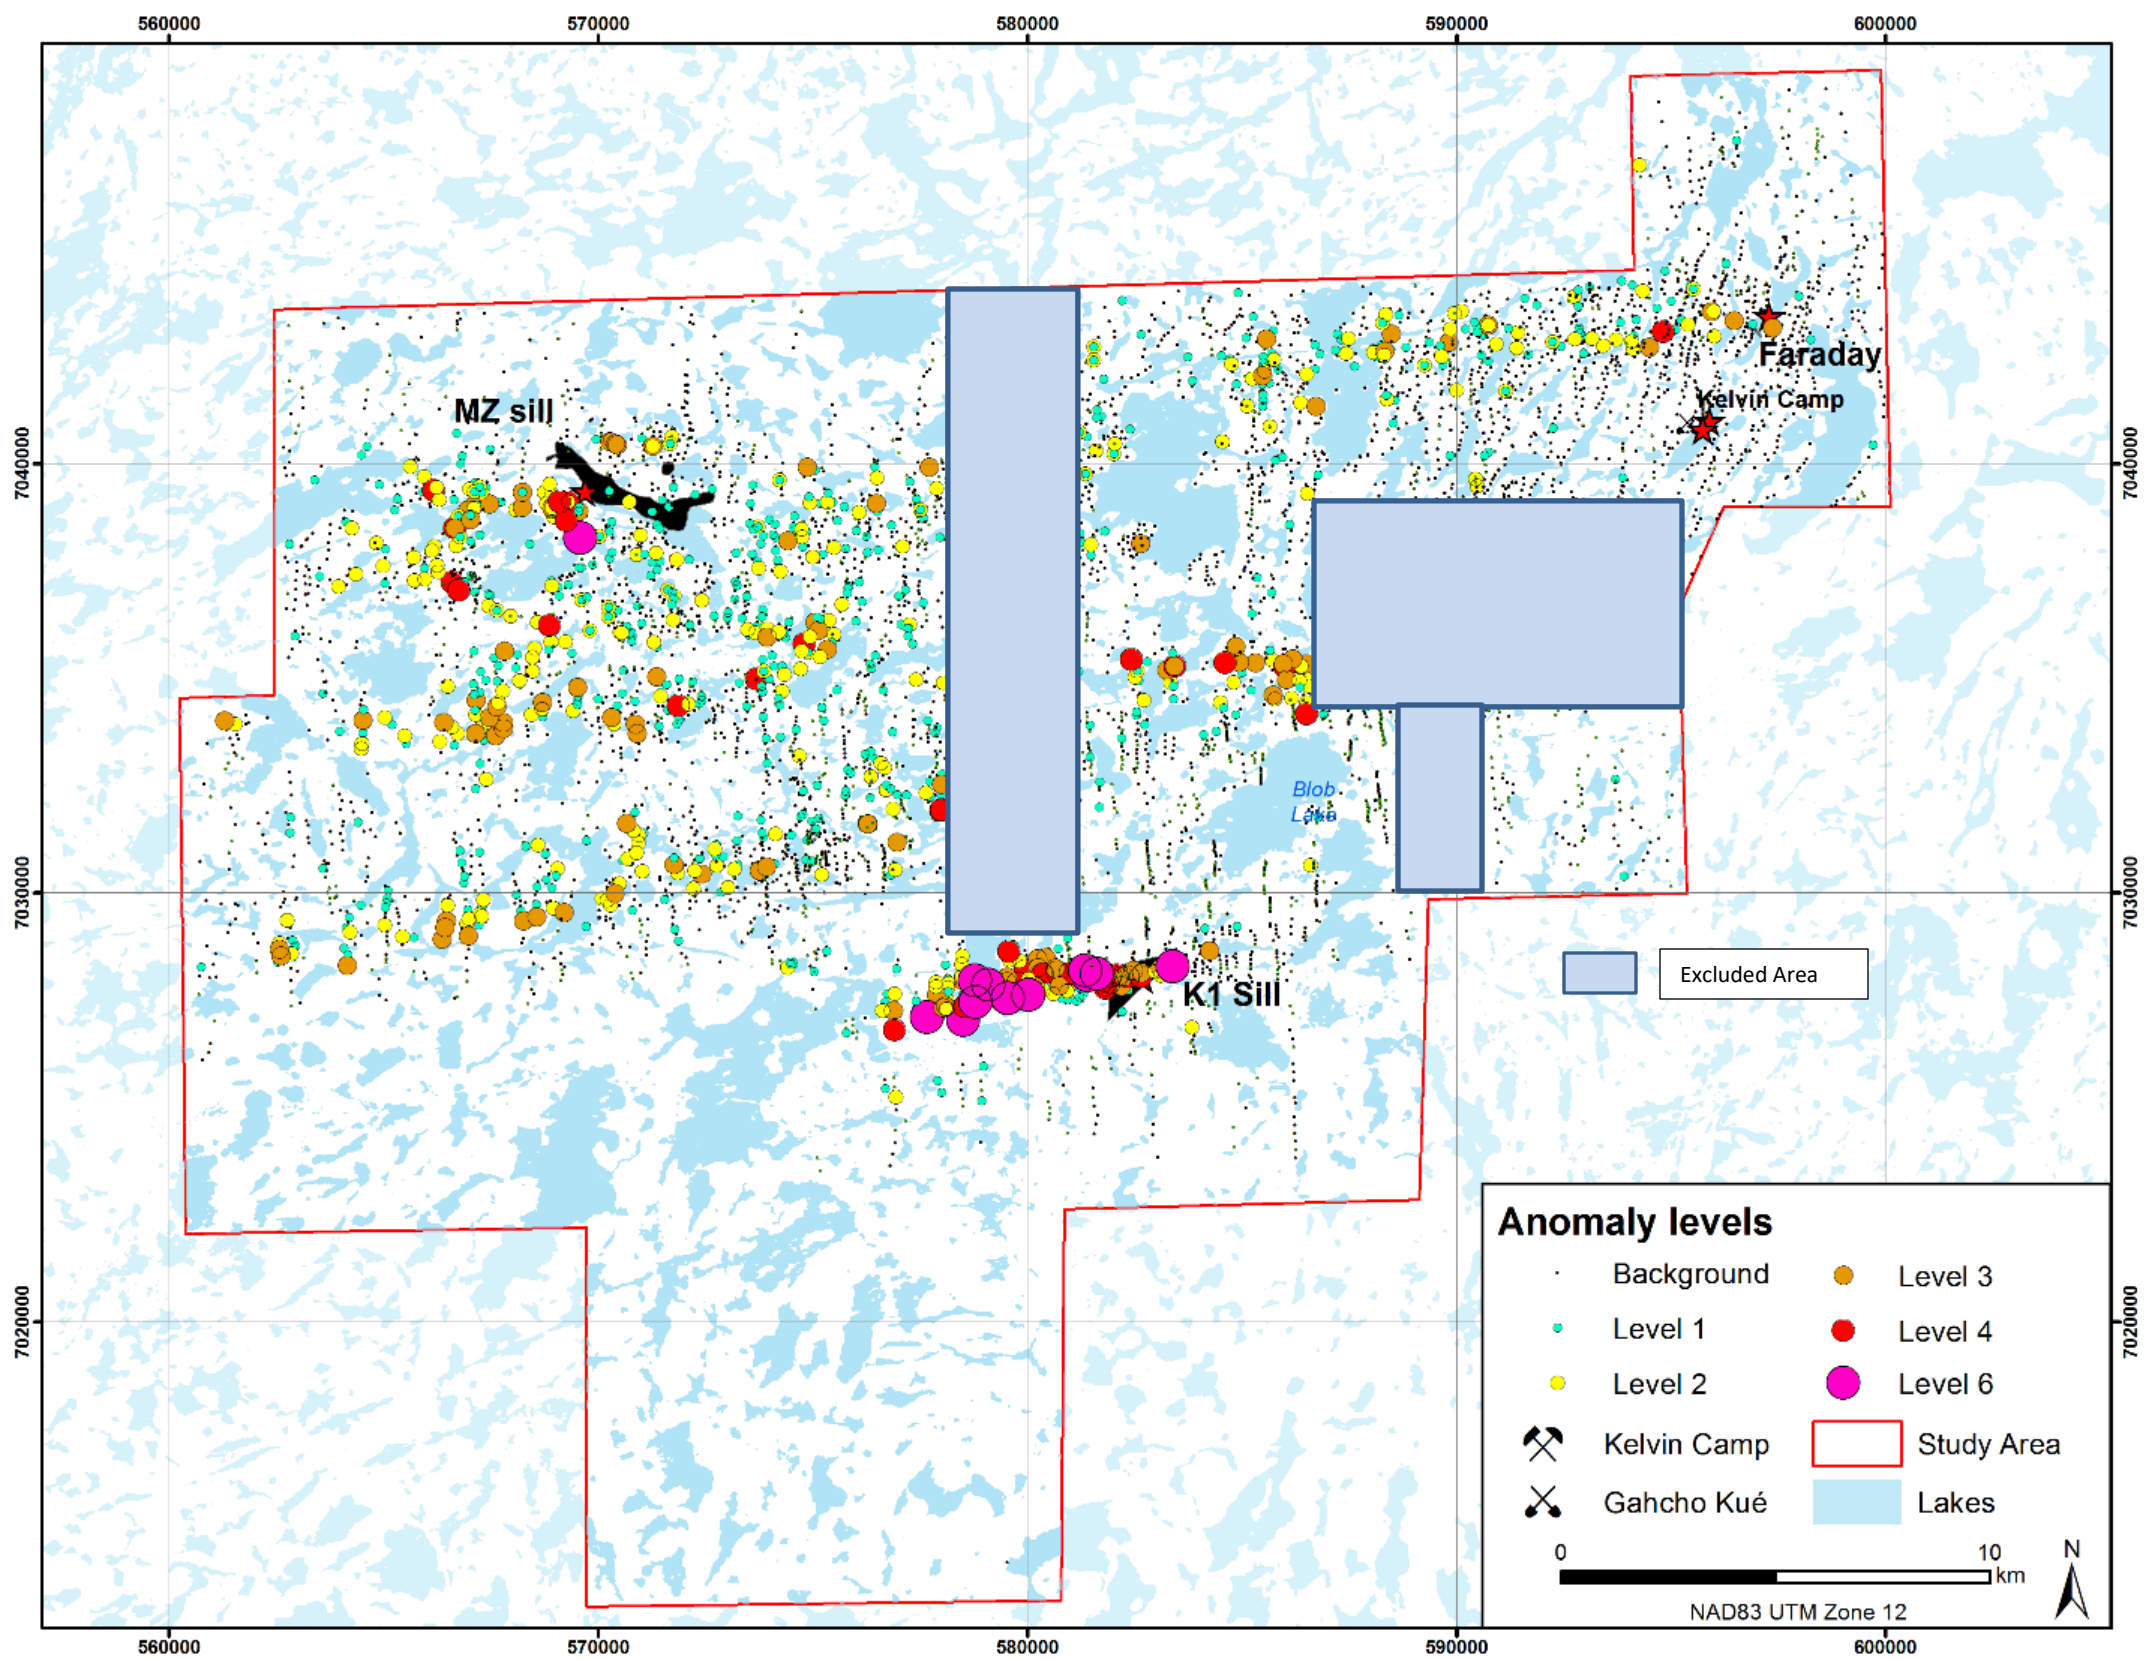 560000 570000 580000 590000 600000
7040000 7040000
7030000 7030000
7020000 7020000
MZ sill
Faraday
Kelvin Camp
Blob
Lake
K1 Sill
Excluded Area
Anomaly levels
Background
Level 3
Level 1
Level 4
Level 2
Level 6
Kelvin Camp
Study Area
Gahcho Kué
Lakes
0 10
km
N
NAD83 UTM Zone 12
560000 570000 580000 590000 600000